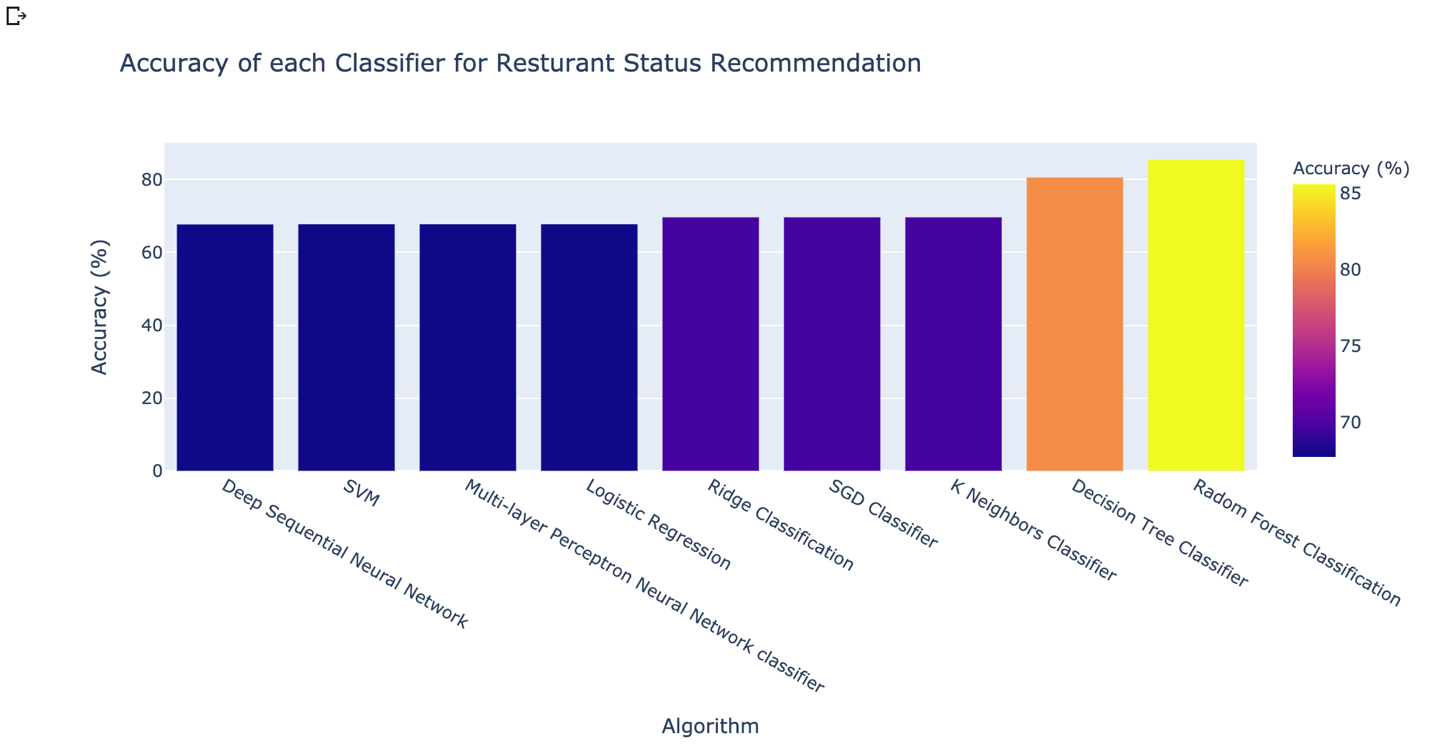 Accuracy of each Classifier for Resturant Status Recommendation
Accuracy (%)
80
60
40
20
0
Deep Sequential Neural Network
SVM
Multi-layer Perceptron Neural Network classifier
Logistic Regression
Ridge Classification
SGD Classifier
K Neighbors Classifier
Decision Tree Classifier
Radom Forest Classification
Algorithm
Accuracy (%)
85
80
75
70